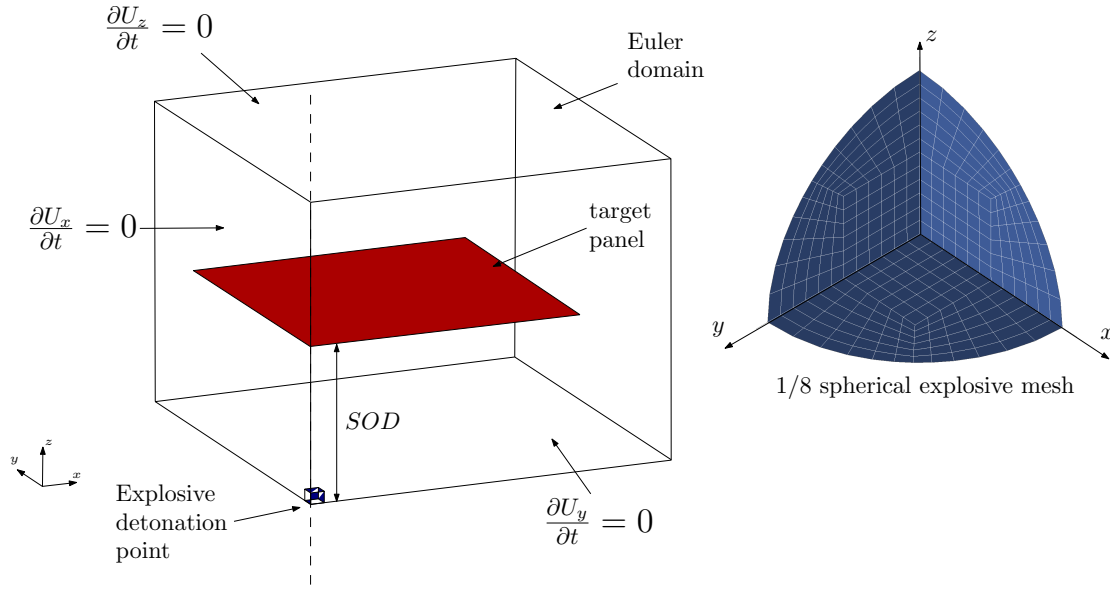 ∂U_z/∂t = 0
Euler
domain
z
∂U_x/∂t = 0
target
panel
y
x
1/8 spherical explosive mesh
SOD
z
y
x
Explosive
detonation
point
∂U_y/∂t = 0